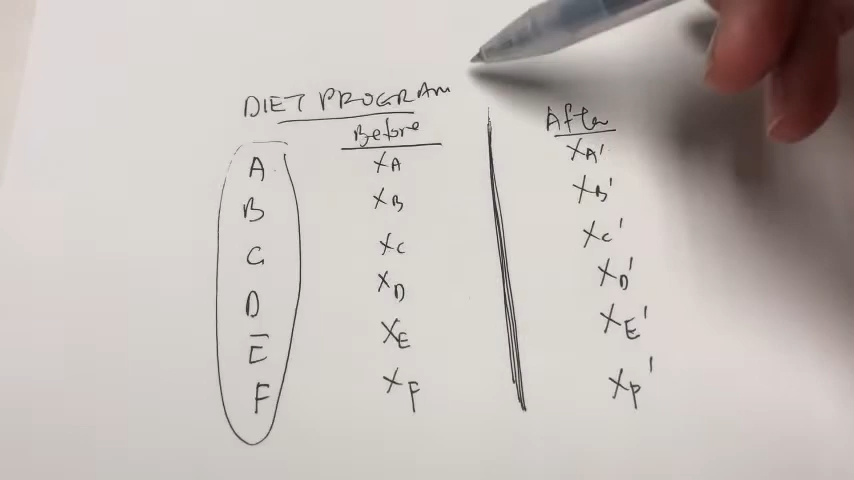 DIET PROGRAM
Before After
A XA XA'
B XB XB'
C XC XC'
D XD XD'
E XE XE'
F XF XF'